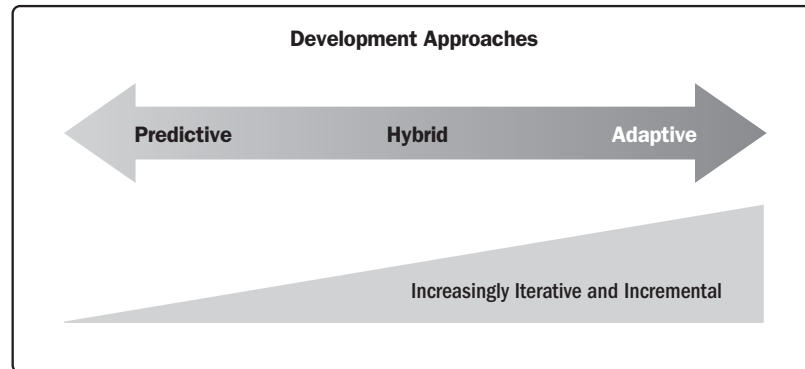 Development Approaches
Predictive Hybrid Adaptive
Increasingly Iterative and Incremental